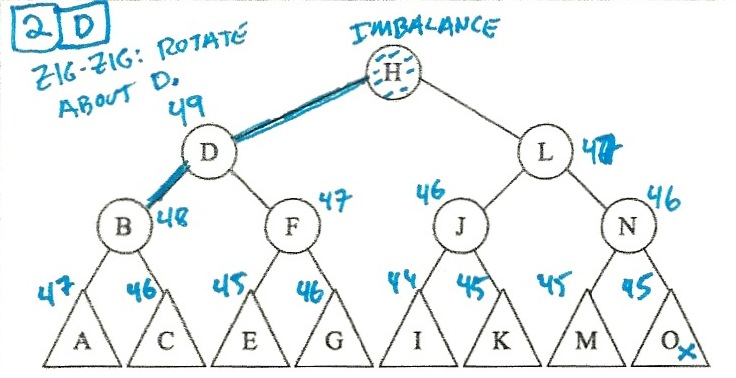 2 D
ZIG-ZIG: ROTATE
ABOUT D.
IMBALANCE
H
49
D
L 47
B 48
F 47
46 J
N 46
47 46 45 46 44 45 45 45
A C E G I K M O x